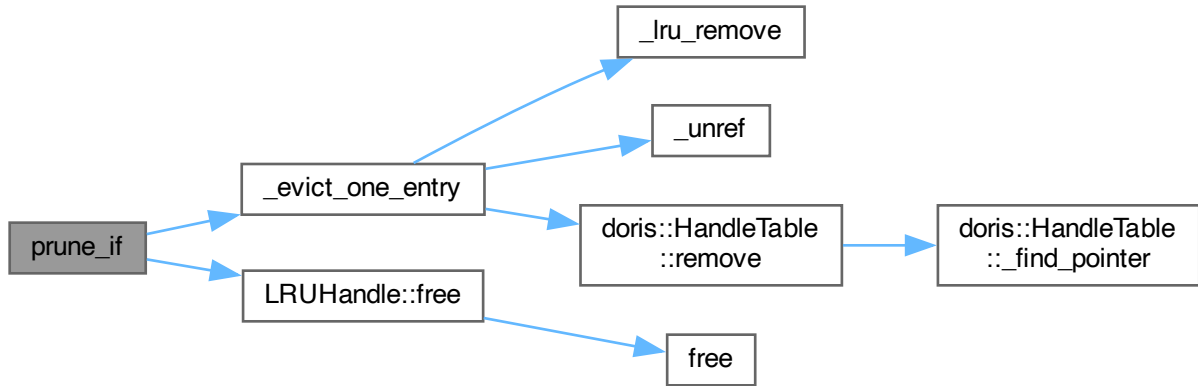 _lru_remove
_unref
_evict_one_entry
doris::HandleTable
::remove
doris::HandleTable
::_find_pointer
prune_if
LRUHandle::free
free